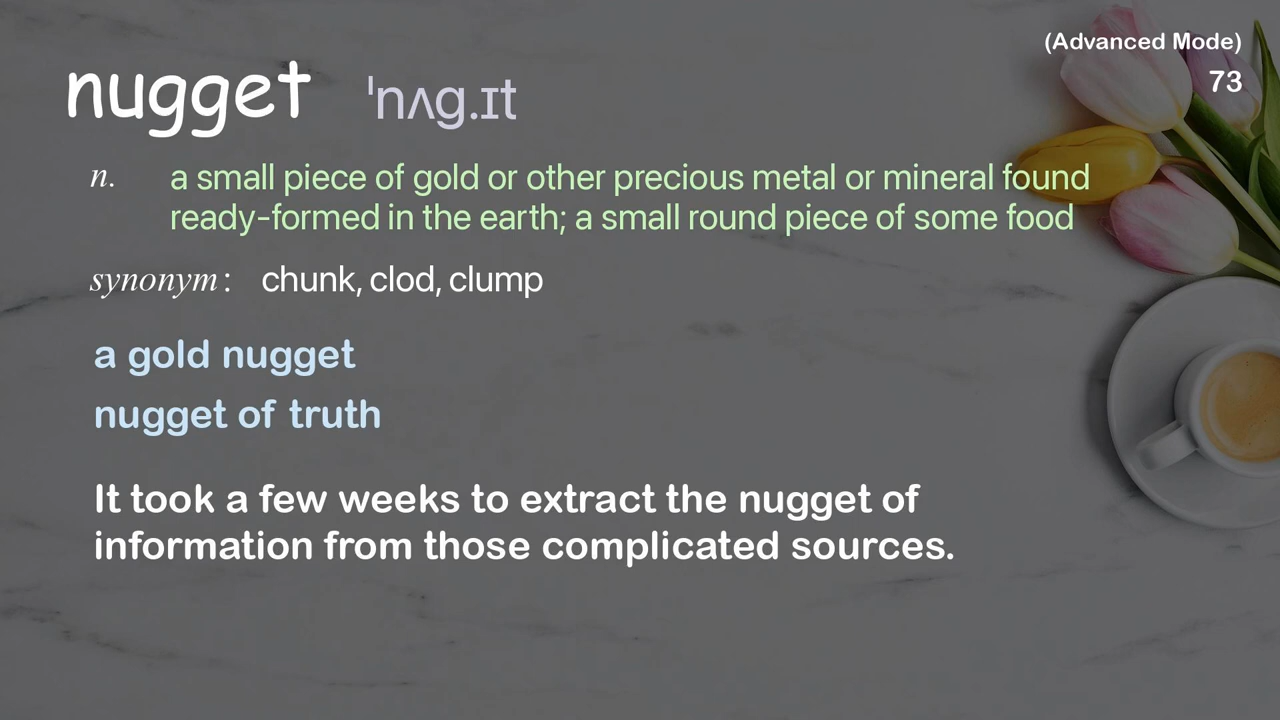 (Advanced Mode)
73
nugget ˈnʌg.ɪt
n. a small piece of gold or other precious metal or mineral found
ready-formed in the earth; a small round piece of some food
synonym: chunk, clod, clump
a gold nugget
nugget of truth
It took a few weeks to extract the nugget of
information from those complicated sources.